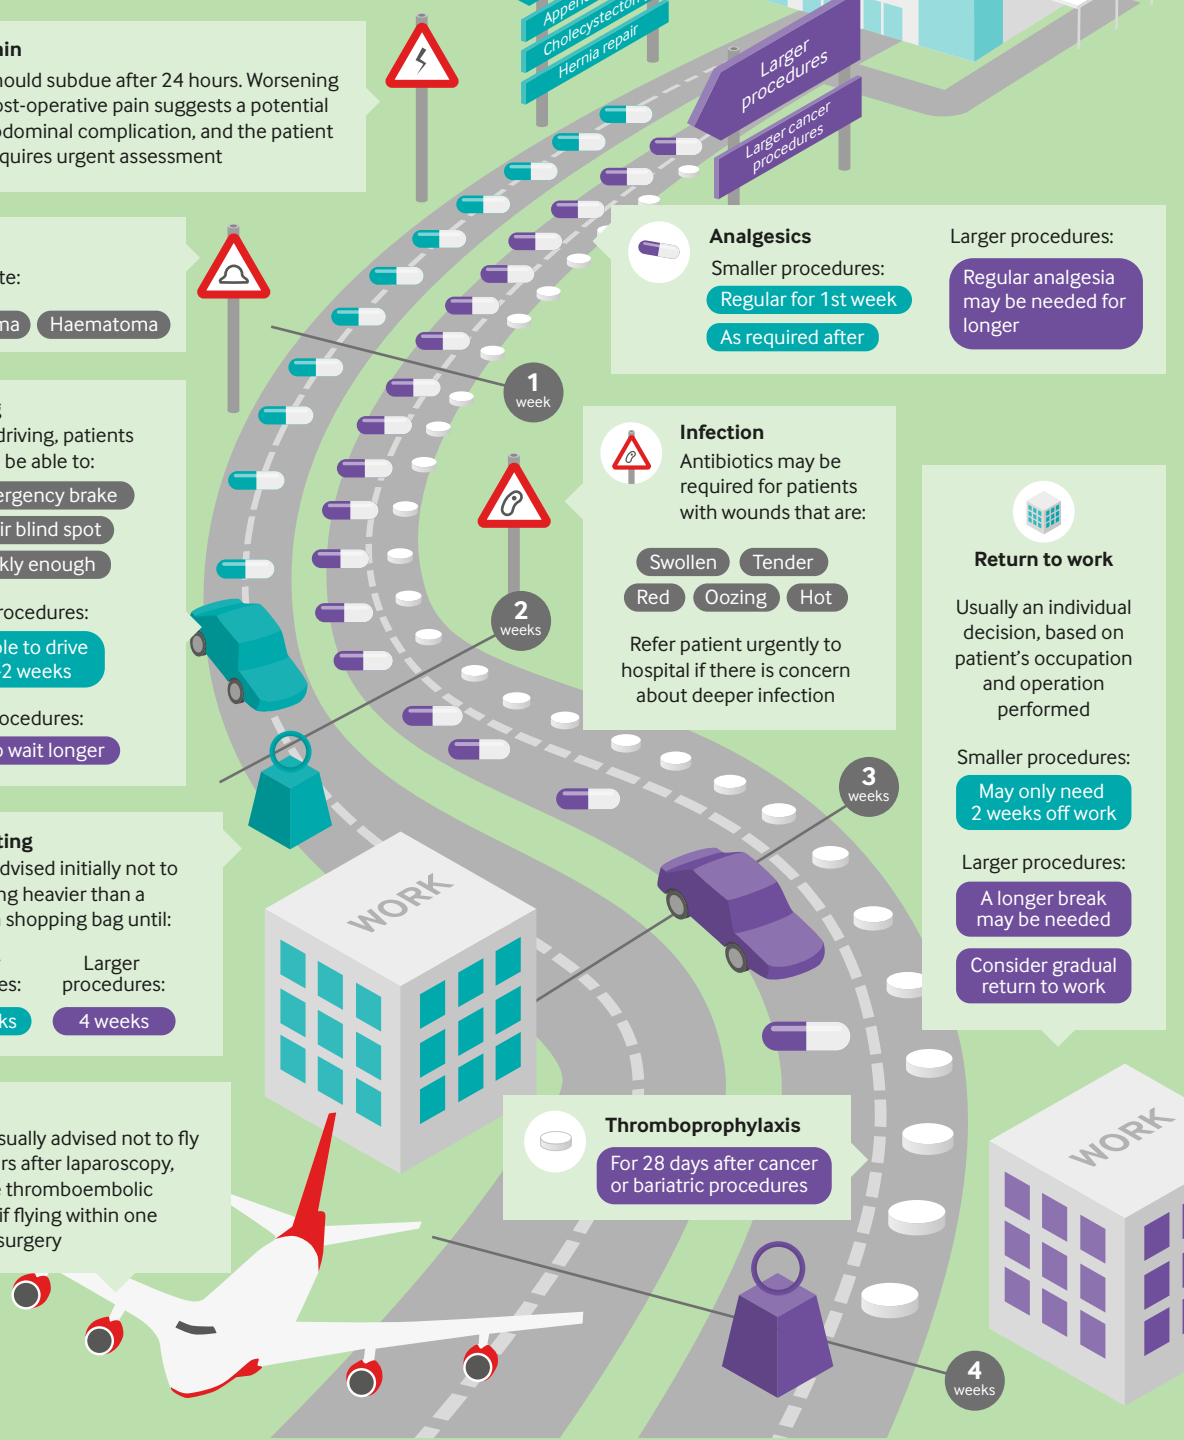 Cholecystectom
Hernia repair
Larger
procedures
Larger cancer
procedures
ould subdue after 24 hours. Worsening
ost-operative pain suggests a potential
dominal complication, and the patient
quires urgent assessment
te:
ma
Haematoma
driving, patients
be able to:
ergency brake
ir blind spot
kly enough
rocedures:
le to drive
-2 weeks
ocedures:
wait longer
ting
dvised initially not to
ng heavier than a
shopping bag until:
es:
ks
Larger
procedures:
4 weeks
sually advised not to fly
rs after laparoscopy,
thromboembolic
if flying within one
surgery
Analgesics
Smaller procedures:
Regular for 1st week
As required after
Larger procedures:
Regular analgesia
may be needed for
longer
1
week
Infection
Antibiotics may be
required for patients
with wounds that are:
Swollen
Tender
Red
Oozing
Hot
Refer patient urgently to
hospital if there is concern
about deeper infection
2
weeks
Return to work
Usually an individual
decision, based on
patient's occupation
and operation
performed
Smaller procedures:
May only need
2 weeks off work
Larger procedures:
A longer break
may be needed
Consider gradual
return to work
3
weeks
WORK
Thromboprophylaxis
For 28 days after cancer
or bariatric procedures
WORK
4
weeks